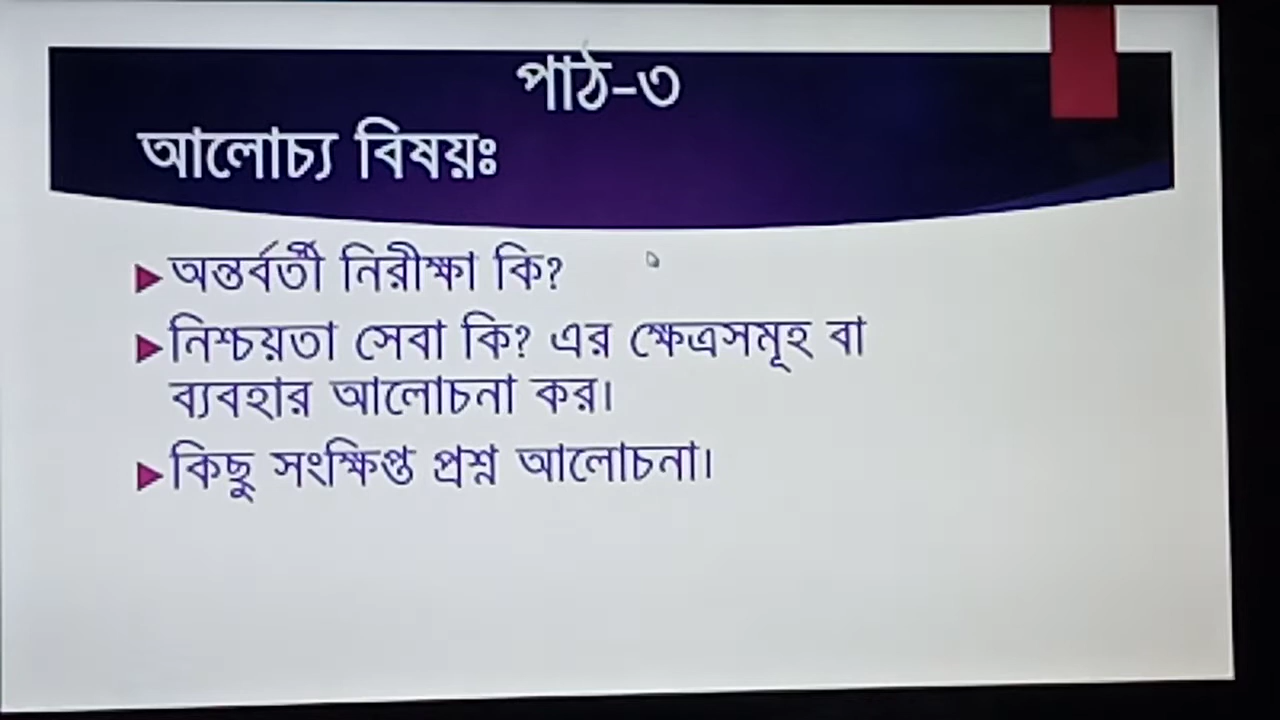 পাঠ-৩
আলোচ্য বিষয়ঃ
অন্তর্বর্তী নিরীক্ষা কি?
নিশ্চয়তা সেবা কি? এর ক্ষেত্রসমূহ বা
ব্যবহার আলোচনা কর।
কিছু সংক্ষিপ্ত প্রশ্ন আলোচনা।